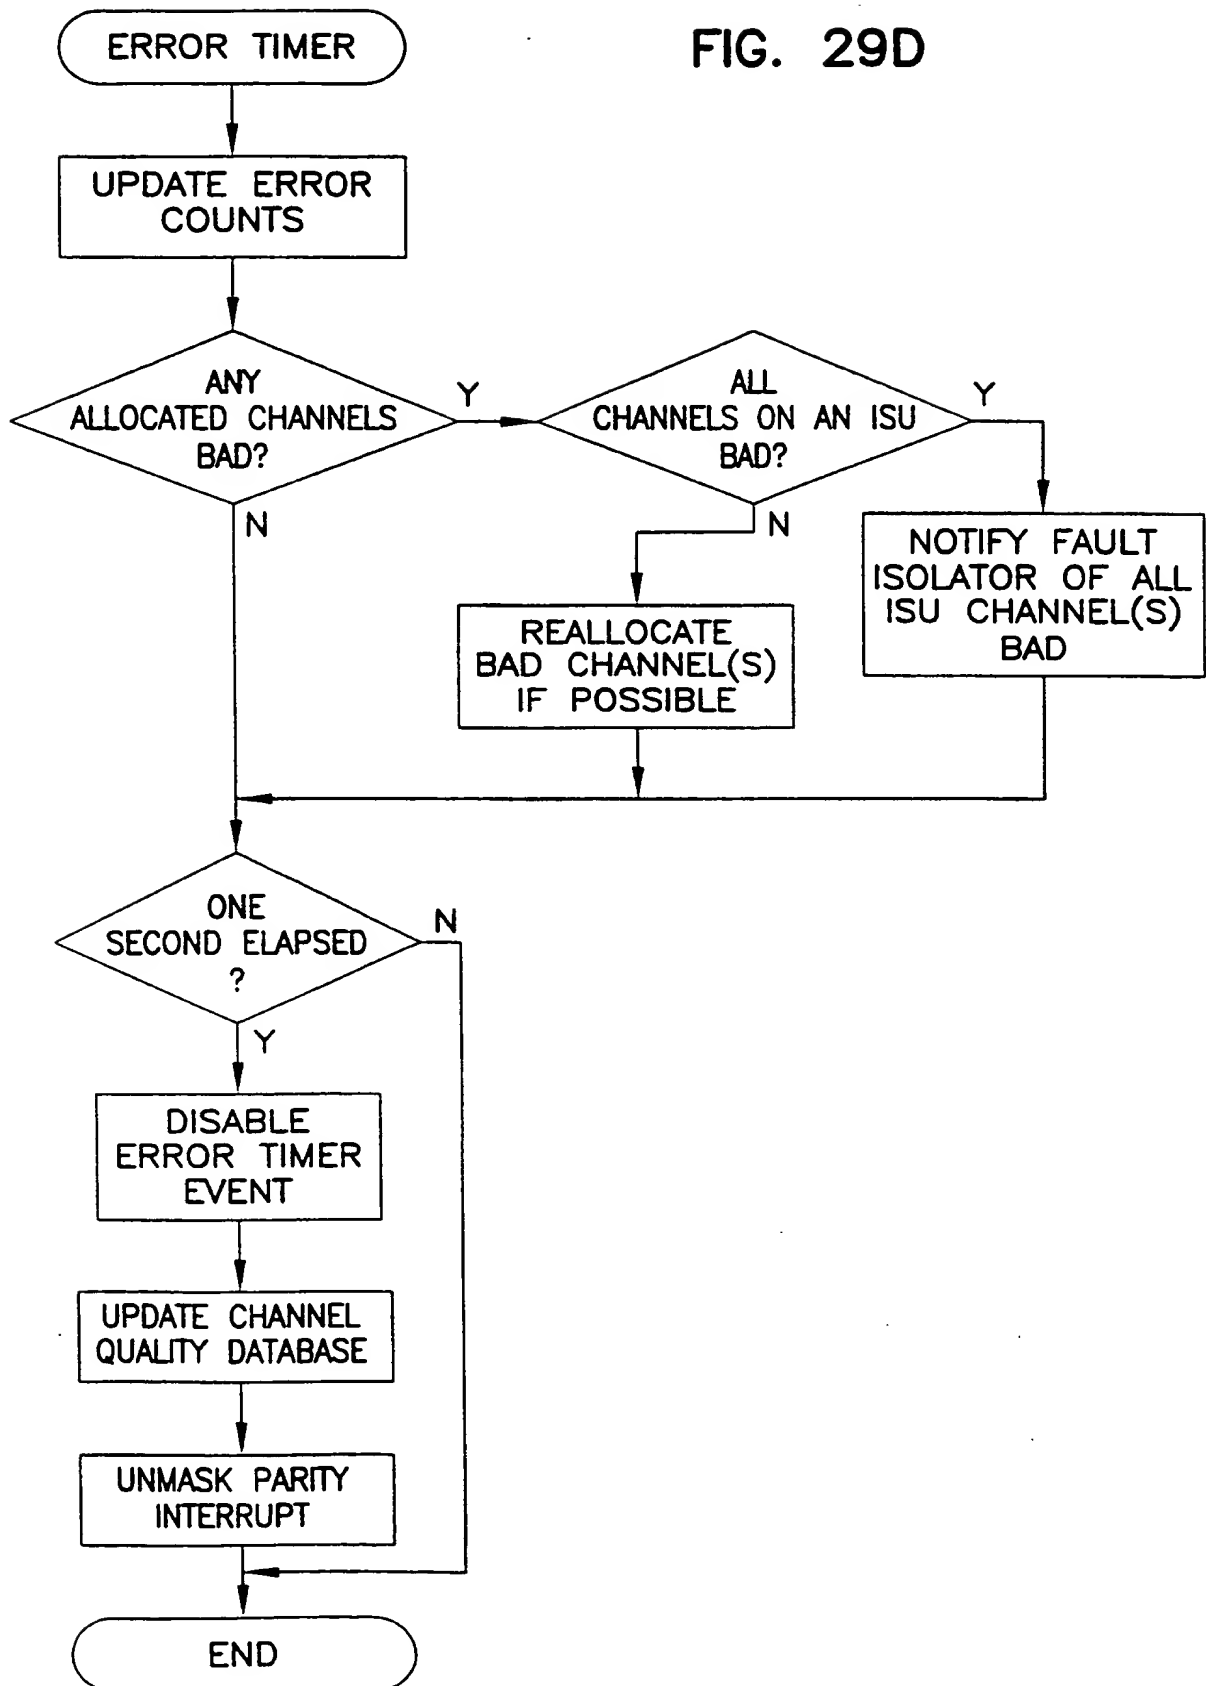 ERROR TIMER
FIG. 29D
UPDATE ERROR
COUNTS
ANY
ALLOCATED CHANNELS
BAD?
Y
N
ALL
CHANNELS ON AN ISU
BAD?
Y
N
NOTIFY FAULT
ISOLATOR OF ALL
ISU CHANNEL(S)
BAD
REALLOCATE
BAD CHANNEL(S)
IF POSSIBLE
ONE
SECOND ELAPSED
?
N
Y
DISABLE
ERROR TIMER
EVENT
UPDATE CHANNEL
QUALITY DATABASE
UNMASK PARITY
INTERRUPT
END